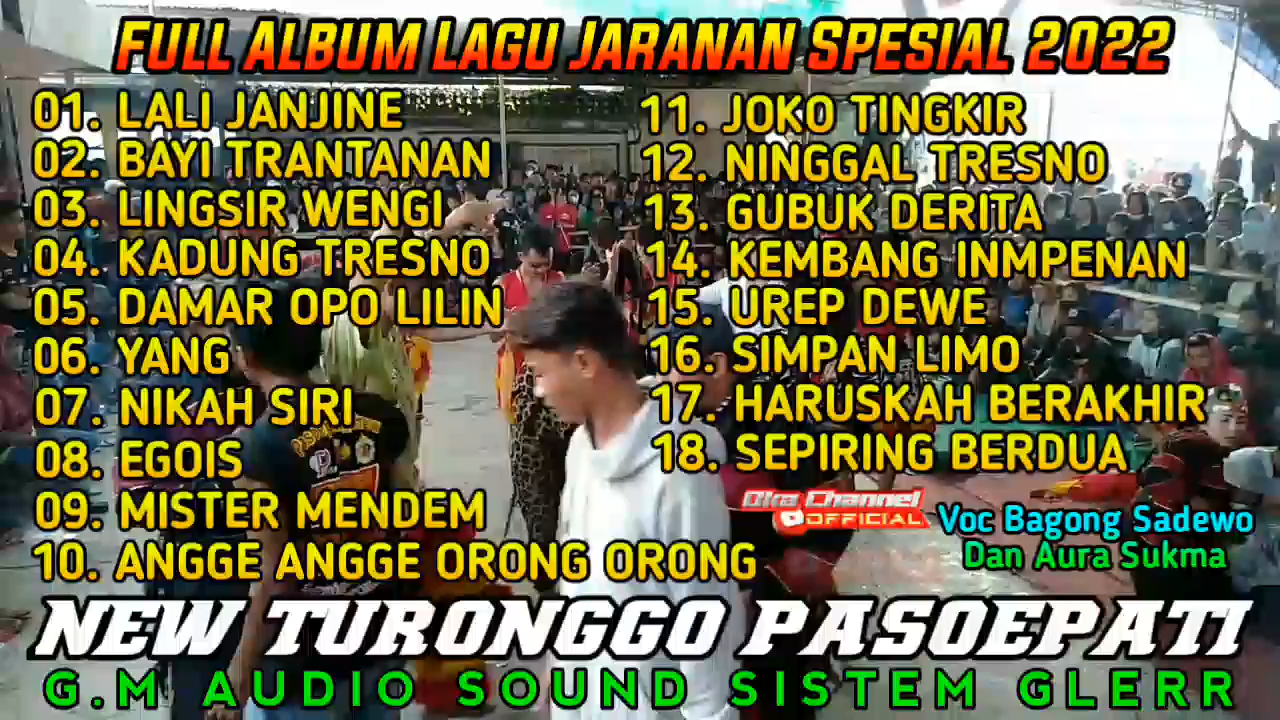 FULL ALBUM LAGU JARANAN SPESIAL 2022
01. LALI JANJINE
02. BAYI TRANTANAN
03. LINGSIR WENGI
04. KADUNG TRESNO
05. DAMAR OPO LILIN
06. YANG
07. NIKAH SIRI
08. EGOIS
09. MISTER MENDEM
10. ANGGE ANGGE ORONG ORONG
11. JOKO TINGKIR
12. NINGGAL TRESNO
13. GUBUK DERITA
14. KEMBANG INMPENAN
15. UREP DEWE
16. SIMPAN LIMO
17. HARUSKAH BERAKHIR
18. SEPIRING BERDUA
Channel
OFFICIAL
Voc Bagong Sadewo
Dan Aura Sukma
NEW TURONGGO PASOEPATI
G.M AUDIO SOUND SISTEM GLERR